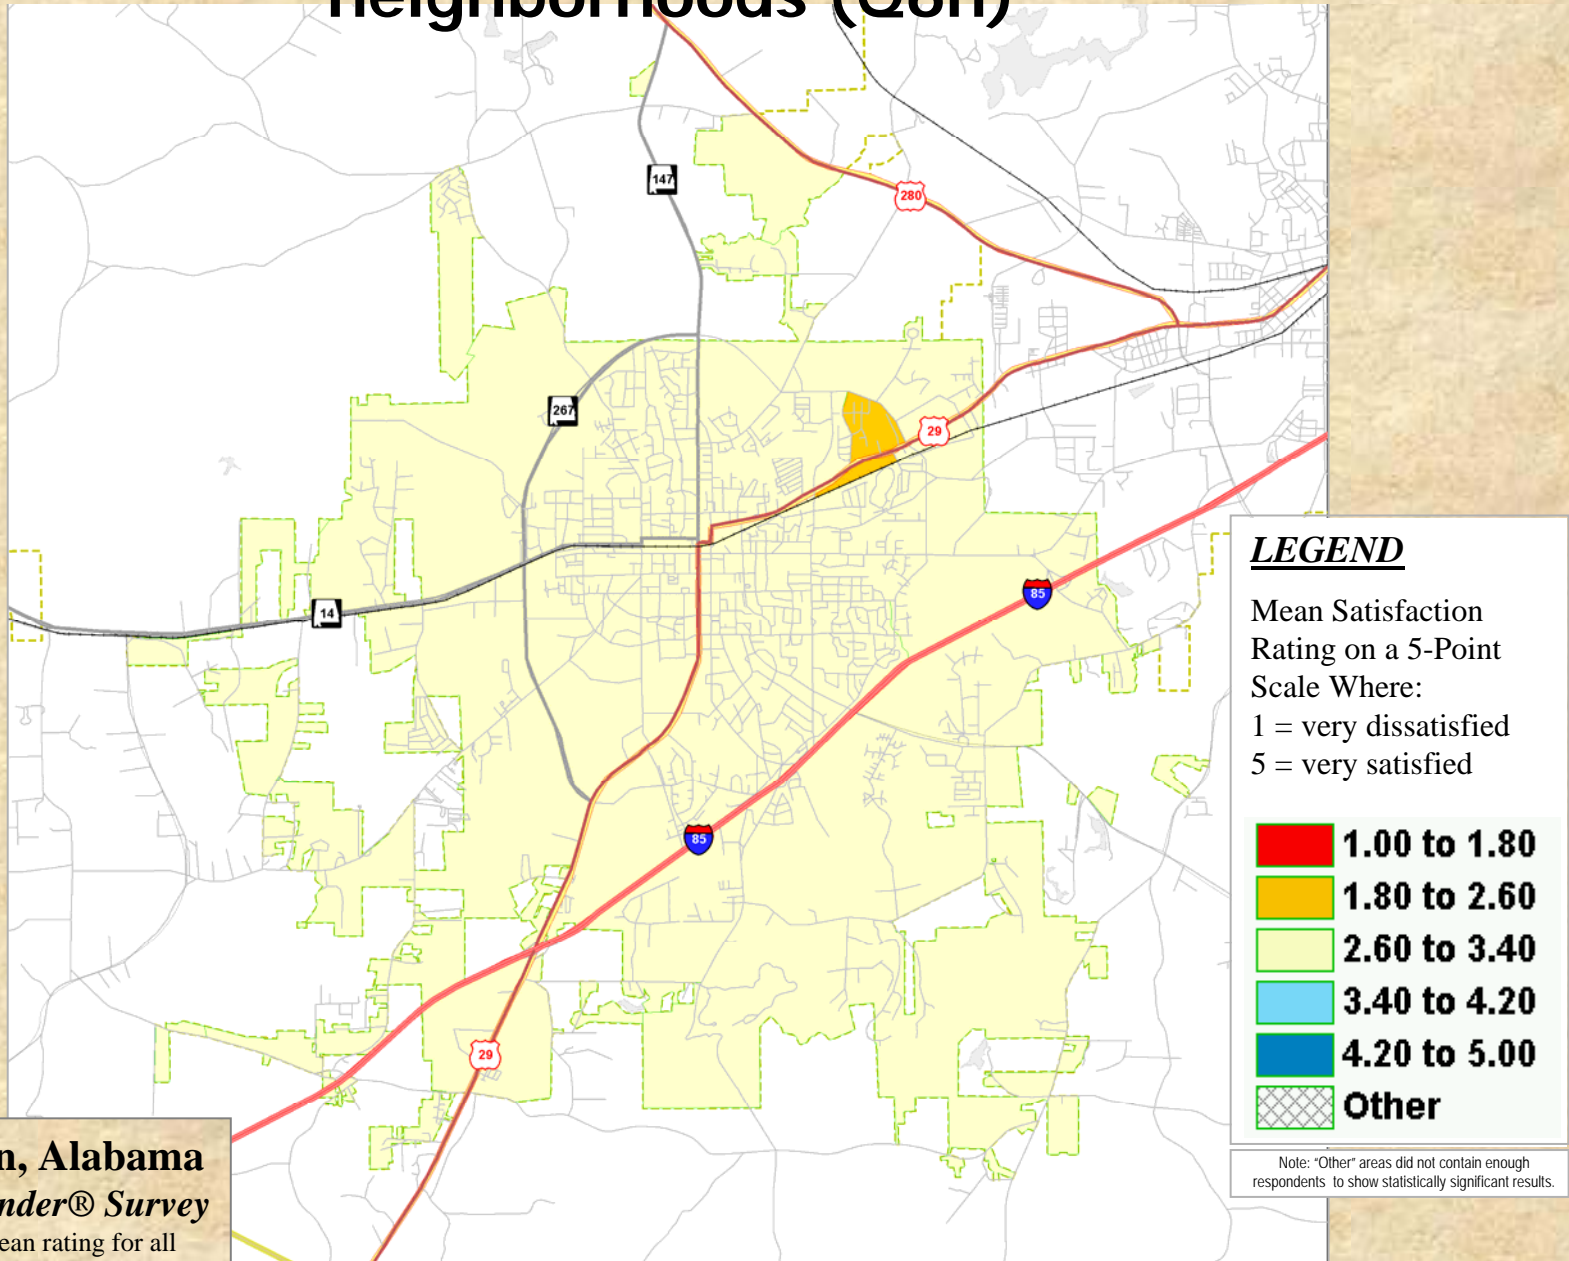 neighborhoods (Q8h)
147
280
267
29
14
85
85
29
LEGEND
Mean Satisfaction
Rating on a 5-Point
Scale Where:
1 = very dissatisfied
5 = very satisfied
1.00 to 1.80
1.80 to 2.60
2.60 to 3.40
3.40 to 4.20
4.20 to 5.00
Other
Note: "Other" areas did not contain enough
respondents to show statistically significant results.
n, Alabama
nder® Survey
ean rating for all